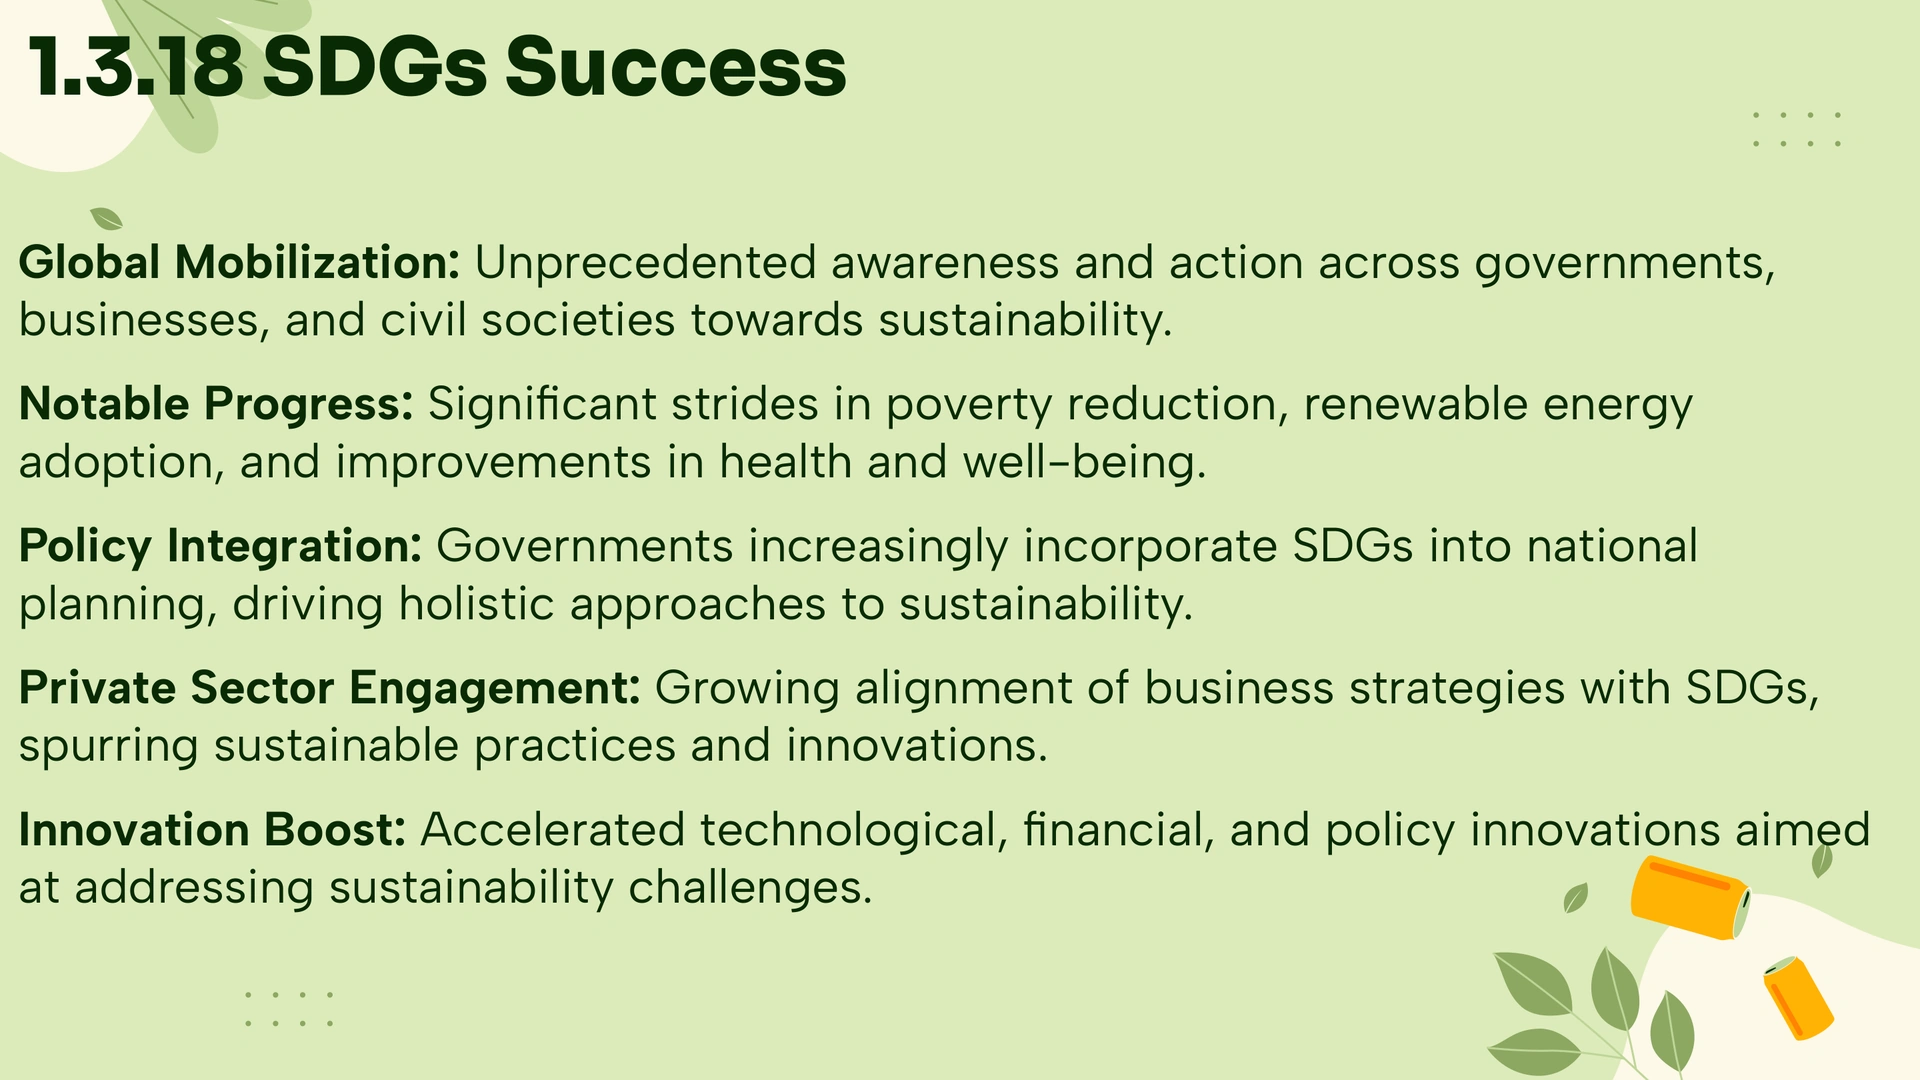 1.3.18 SDGs Success
Global Mobilization: Unprecedented awareness and action across governments,
businesses, and civil societies towards sustainability.
Notable Progress: Significant strides in poverty reduction, renewable energy
adoption, and improvements in health and well-being.
Policy Integration: Governments increasingly incorporate SDGs into national
planning, driving holistic approaches to sustainability.
Private Sector Engagement: Growing alignment of business strategies with SDGs,
spurring sustainable practices and innovations.
Innovation Boost: Accelerated technological, financial, and policy innovations aimed
at addressing sustainability challenges.